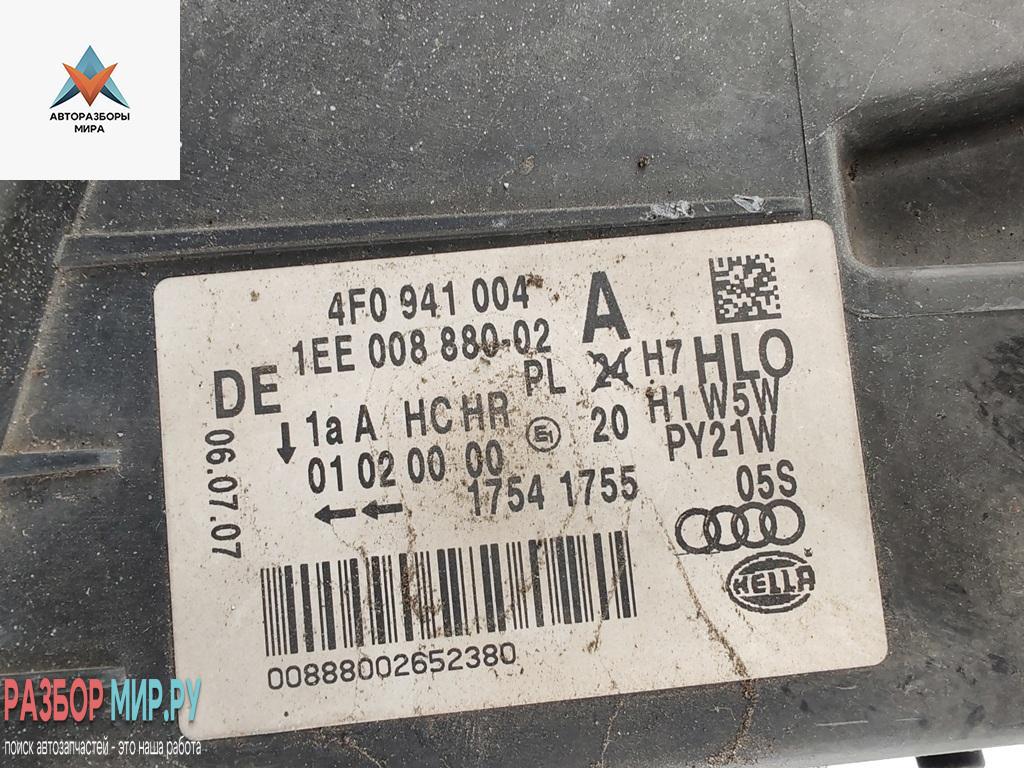 АВТОРАЗБОРЫ
МИРА
4F0 941 004 A
1EE 008 880-02
DE PL 24 H7 HLO
1a A HC HR E1 20 H1 W5W
PY21W
01 02 00 00
1754 1755 05S
06.07.07
HELLA
00888002652380
РАЗБОР МИР.РУ
поиск автозапчастей - это наша работа